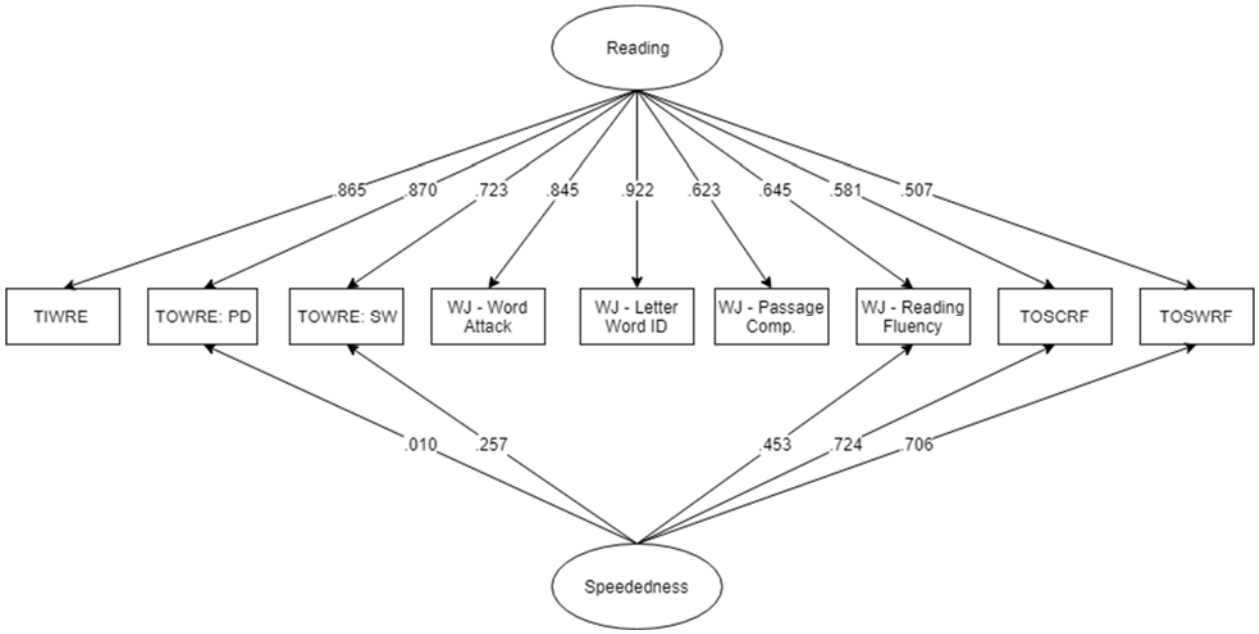 Reading
.865
.870
.723
.845
.922
.623
.645
.581
.507
TIWRE
TOWRE: PD
TOWRE: SW
WJ - Word
Attack
WJ - Letter
Word ID
WJ - Passage
Comp.
WJ - Reading
Fluency
TOSCRF
TOSWRF
.010
.257
.453
.724
.706
Speededness